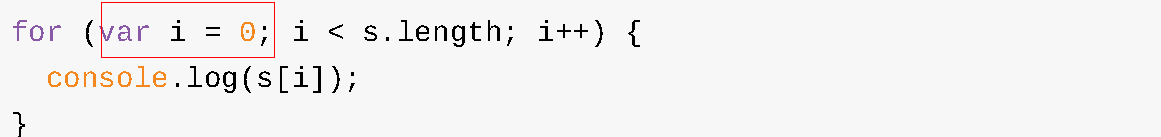 for (var i = 0; i < s.length; i++) {
  console.log(s[i]);
}